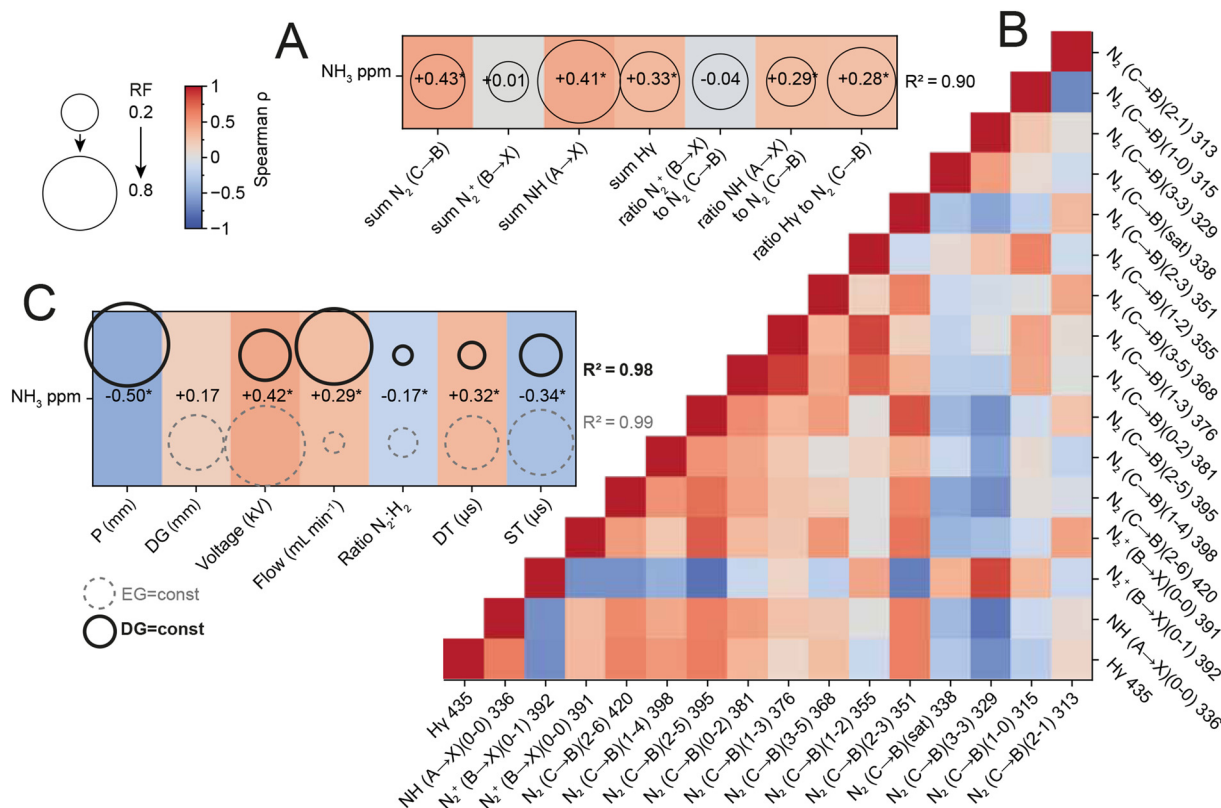 A
B
RF
0.2
0.8
1
0.5
0
−0.5
−1
Spearman ρ
NH₃ ppm
+0.43*
+0.01
+0.41*
+0.33*
-0.04
+0.29*
+0.28*
R² = 0.90
sum N₂ (C→B)
sum N₂⁺ (B→X)
sum NH (A→X)
sum Hγ
ratio N₂⁺ (B→X)
to N₂ (C→B)
ratio NH (A→X)
to N₂ (C→B)
ratio Hγ to N₂ (C→B)
N₂ (C→B)(2-1) 313
N₂ (C→B)(1-0) 315
N₂ (C→B)(3-3) 329
N₂ (C→B)(sat) 338
N₂ (C→B)(2-3) 351
N₂ (C→B)(1-2) 355
N₂ (C→B)(3-5) 368
N₂ (C→B)(1-3) 376
N₂ (C→B)(0-2) 381
N₂ (C→B)(2-5) 395
N₂ (C→B)(1-4) 398
N₂ (C→B)(2-6) 420
N₂⁺ (B→X)(0-0) 391
N₂⁺ (B→X)(0-1) 392
NH (A→X)(0-0) 336
Hγ 435
C
NH₃ ppm
-0.50*
+0.17
+0.42*
+0.29*
-0.17*
+0.32*
-0.34*
R² = 0.98
R² = 0.99
P (mm)
DG (mm)
Voltage (KV)
Flow (mL min⁻¹)
Ratio N₂:H₂
DT (µs)
ST (µs)
EG=const
DG=const
Hγ 435
NH (A→X)(0-0) 336
N₂⁺ (B→X)(0-1) 392
N₂⁺ (B→X)(0-0) 391
N₂ (C→B)(2-6) 420
N₂ (C→B)(1-4) 398
N₂ (C→B)(2-5) 395
N₂ (C→B)(0-2) 381
N₂ (C→B)(1-3) 376
N₂ (C→B)(3-5) 368
N₂ (C→B)(1-2) 355
N₂ (C→B)(2-3) 351
N₂ (C→B)(sat) 338
N₂ (C→B)(3-3) 329
N₂ (C→B)(1-0) 315
N₂ (C→B)(2-1) 313